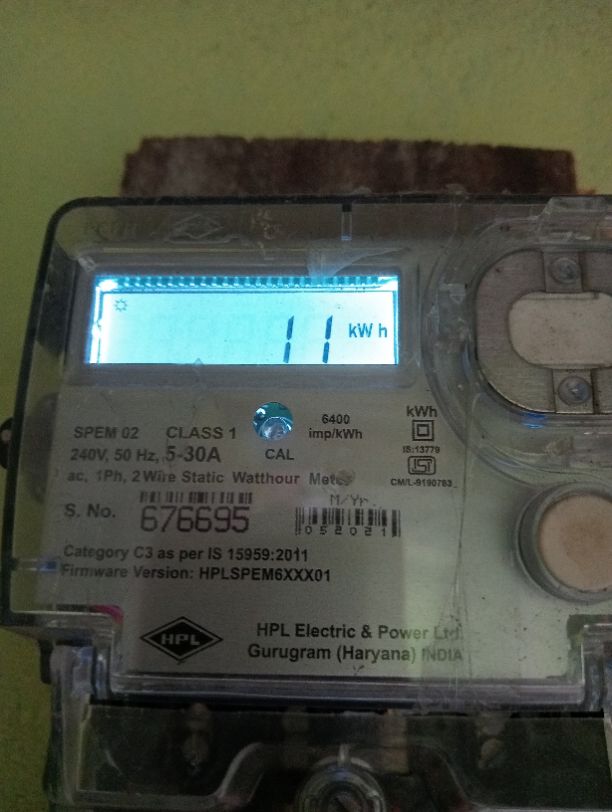 11 kWh
6400
imp/kWh
kWh
SPEM 02 CLASS 1
240V, 50 Hz, 5-30A
CAL
IS:13779
ac, 1Ph, 2 Wire Static Watthour Meter
ISI
CM/L-9190763
S. No. 676695
M/Yr.
052021
Category C3 as per IS 15959:2011
Firmware Version: HPLSPEM6XXX01
HPL
HPL Electric & Power Ltd.
Gurugram (Haryana) INDIA